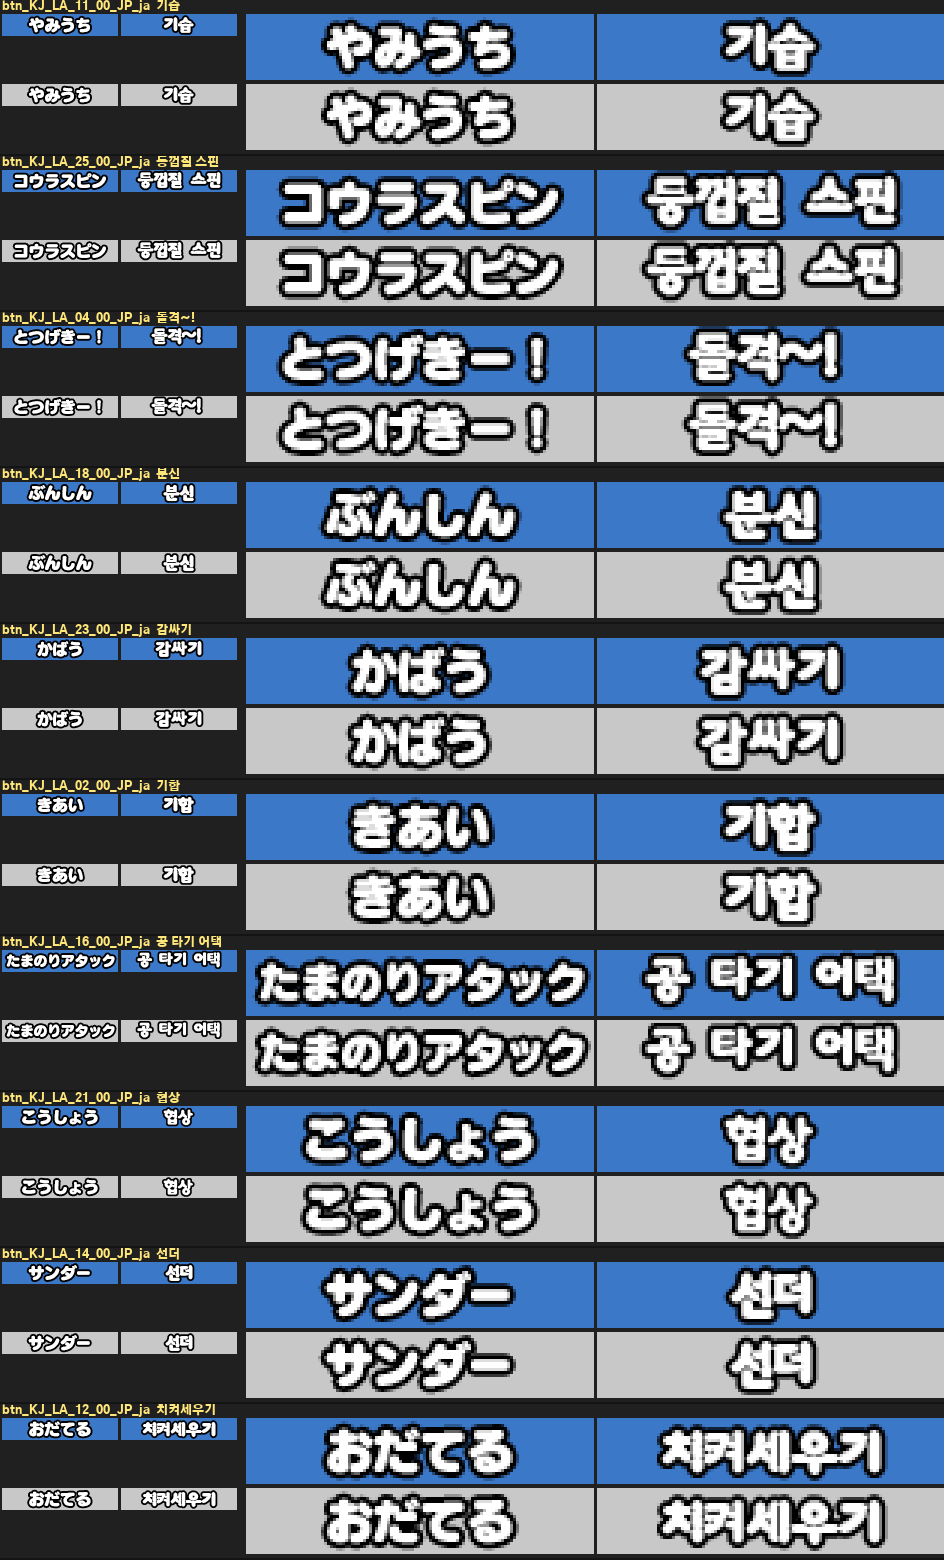 btn_KJ_LA_11_00_JP_ja 기습
やみうち 기습 やみうち 기습
やみうち 기습 やみうち 기습
btn_KJ_LA_25_00_JP_ja 등껍질 스핀
コウラスピン 등껍질 스핀 コウラスピン 등껍질 스핀
コウラスピン 등껍질 스핀 コウラスピン 등껍질 스핀
btn_KJ_LA_04_00_JP_ja 돌격~!
とつげきー！ 돌격~! とつげきー！ 돌격~!
とつげきー！ 돌격~! とつげきー！ 돌격~!
btn_KJ_LA_18_00_JP_ja 분신
ぶんしん 분신 ぶんしん 분신
ぶんしん 분신 ぶんしん 분신
btn_KJ_LA_23_00_JP_ja 감싸기
かばう 감싸기 かばう 감싸기
かばう 감싸기 かばう 감싸기
btn_KJ_LA_02_00_JP_ja 기합
きあい 기합 きあい 기합
きあい 기합 きあい 기합
btn_KJ_LA_16_00_JP_ja 공 타기 어택
たまのりアタック 공 타기 어택 たまのりアタック 공 타기 어택
たまのりアタック 공 타기 어택 たまのりアタック 공 타기 어택
btn_KJ_LA_21_00_JP_ja 협상
こうしょう 협상 こうしょう 협상
こうしょう 협상 こうしょう 협상
btn_KJ_LA_14_00_JP_ja 선더
サンダー 선더 サンダー 선더
サンダー 선더 サンダー 선더
btn_KJ_LA_12_00_JP_ja 치켜세우기
おだてる 치켜세우기 おだてる 치켜세우기
おだてる 치켜세우기 おだてる 치켜세우기